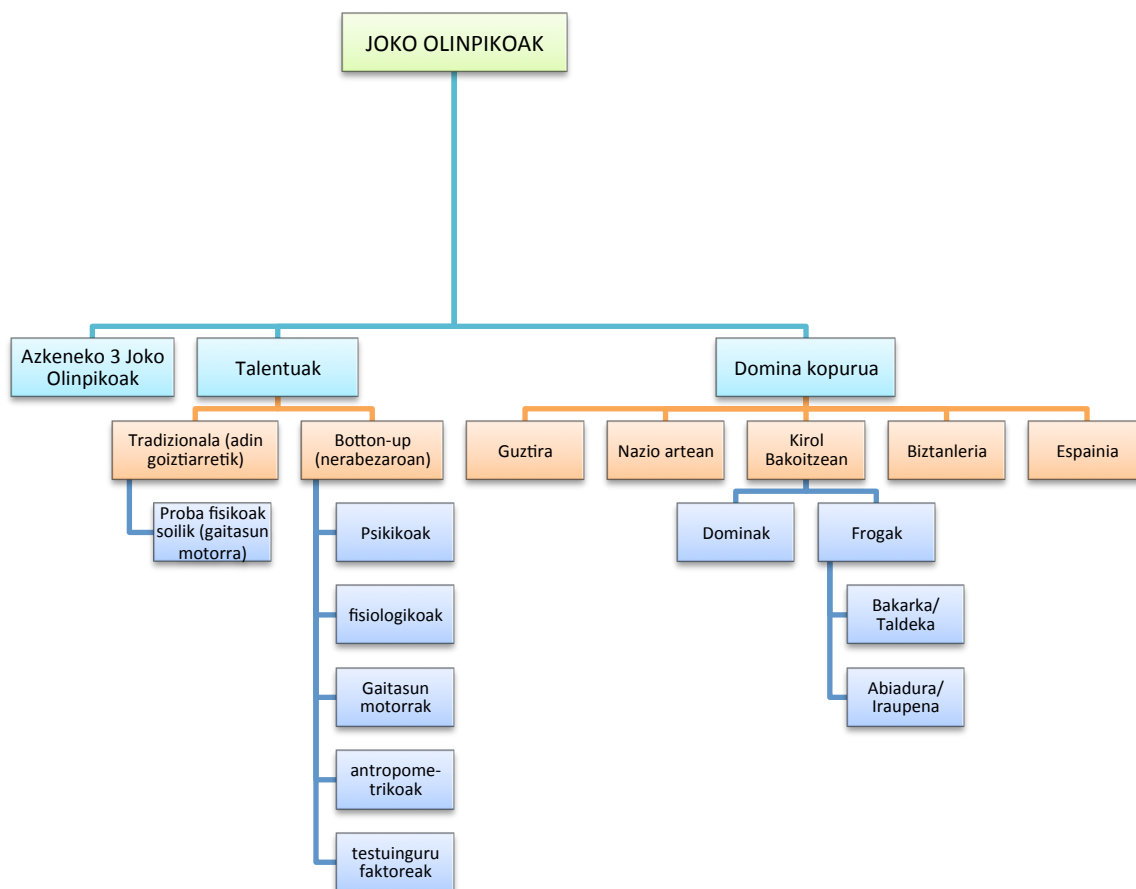 JOKO OLINPIKOAK
Azkeneko 3 Joko
Olinpikoak
Talentuak
Domina kopurua
Tradizionala (adin
goiztiarretik)
Botton-up
(nerabezaroan)
Guztira
Nazio artean
Kirol
Bakoitzean
Biztanleria
Espainia
Proba fisikoak
soilik (gaitasun
motorra)
Psikikoak
Dominak
Frogak
fisiologikoak
Bakarka/
Taldeka
Gaitasun
motorrak
Abiadura/
Iraupena
antropome-
trikoak
testuinguru
faktoreak